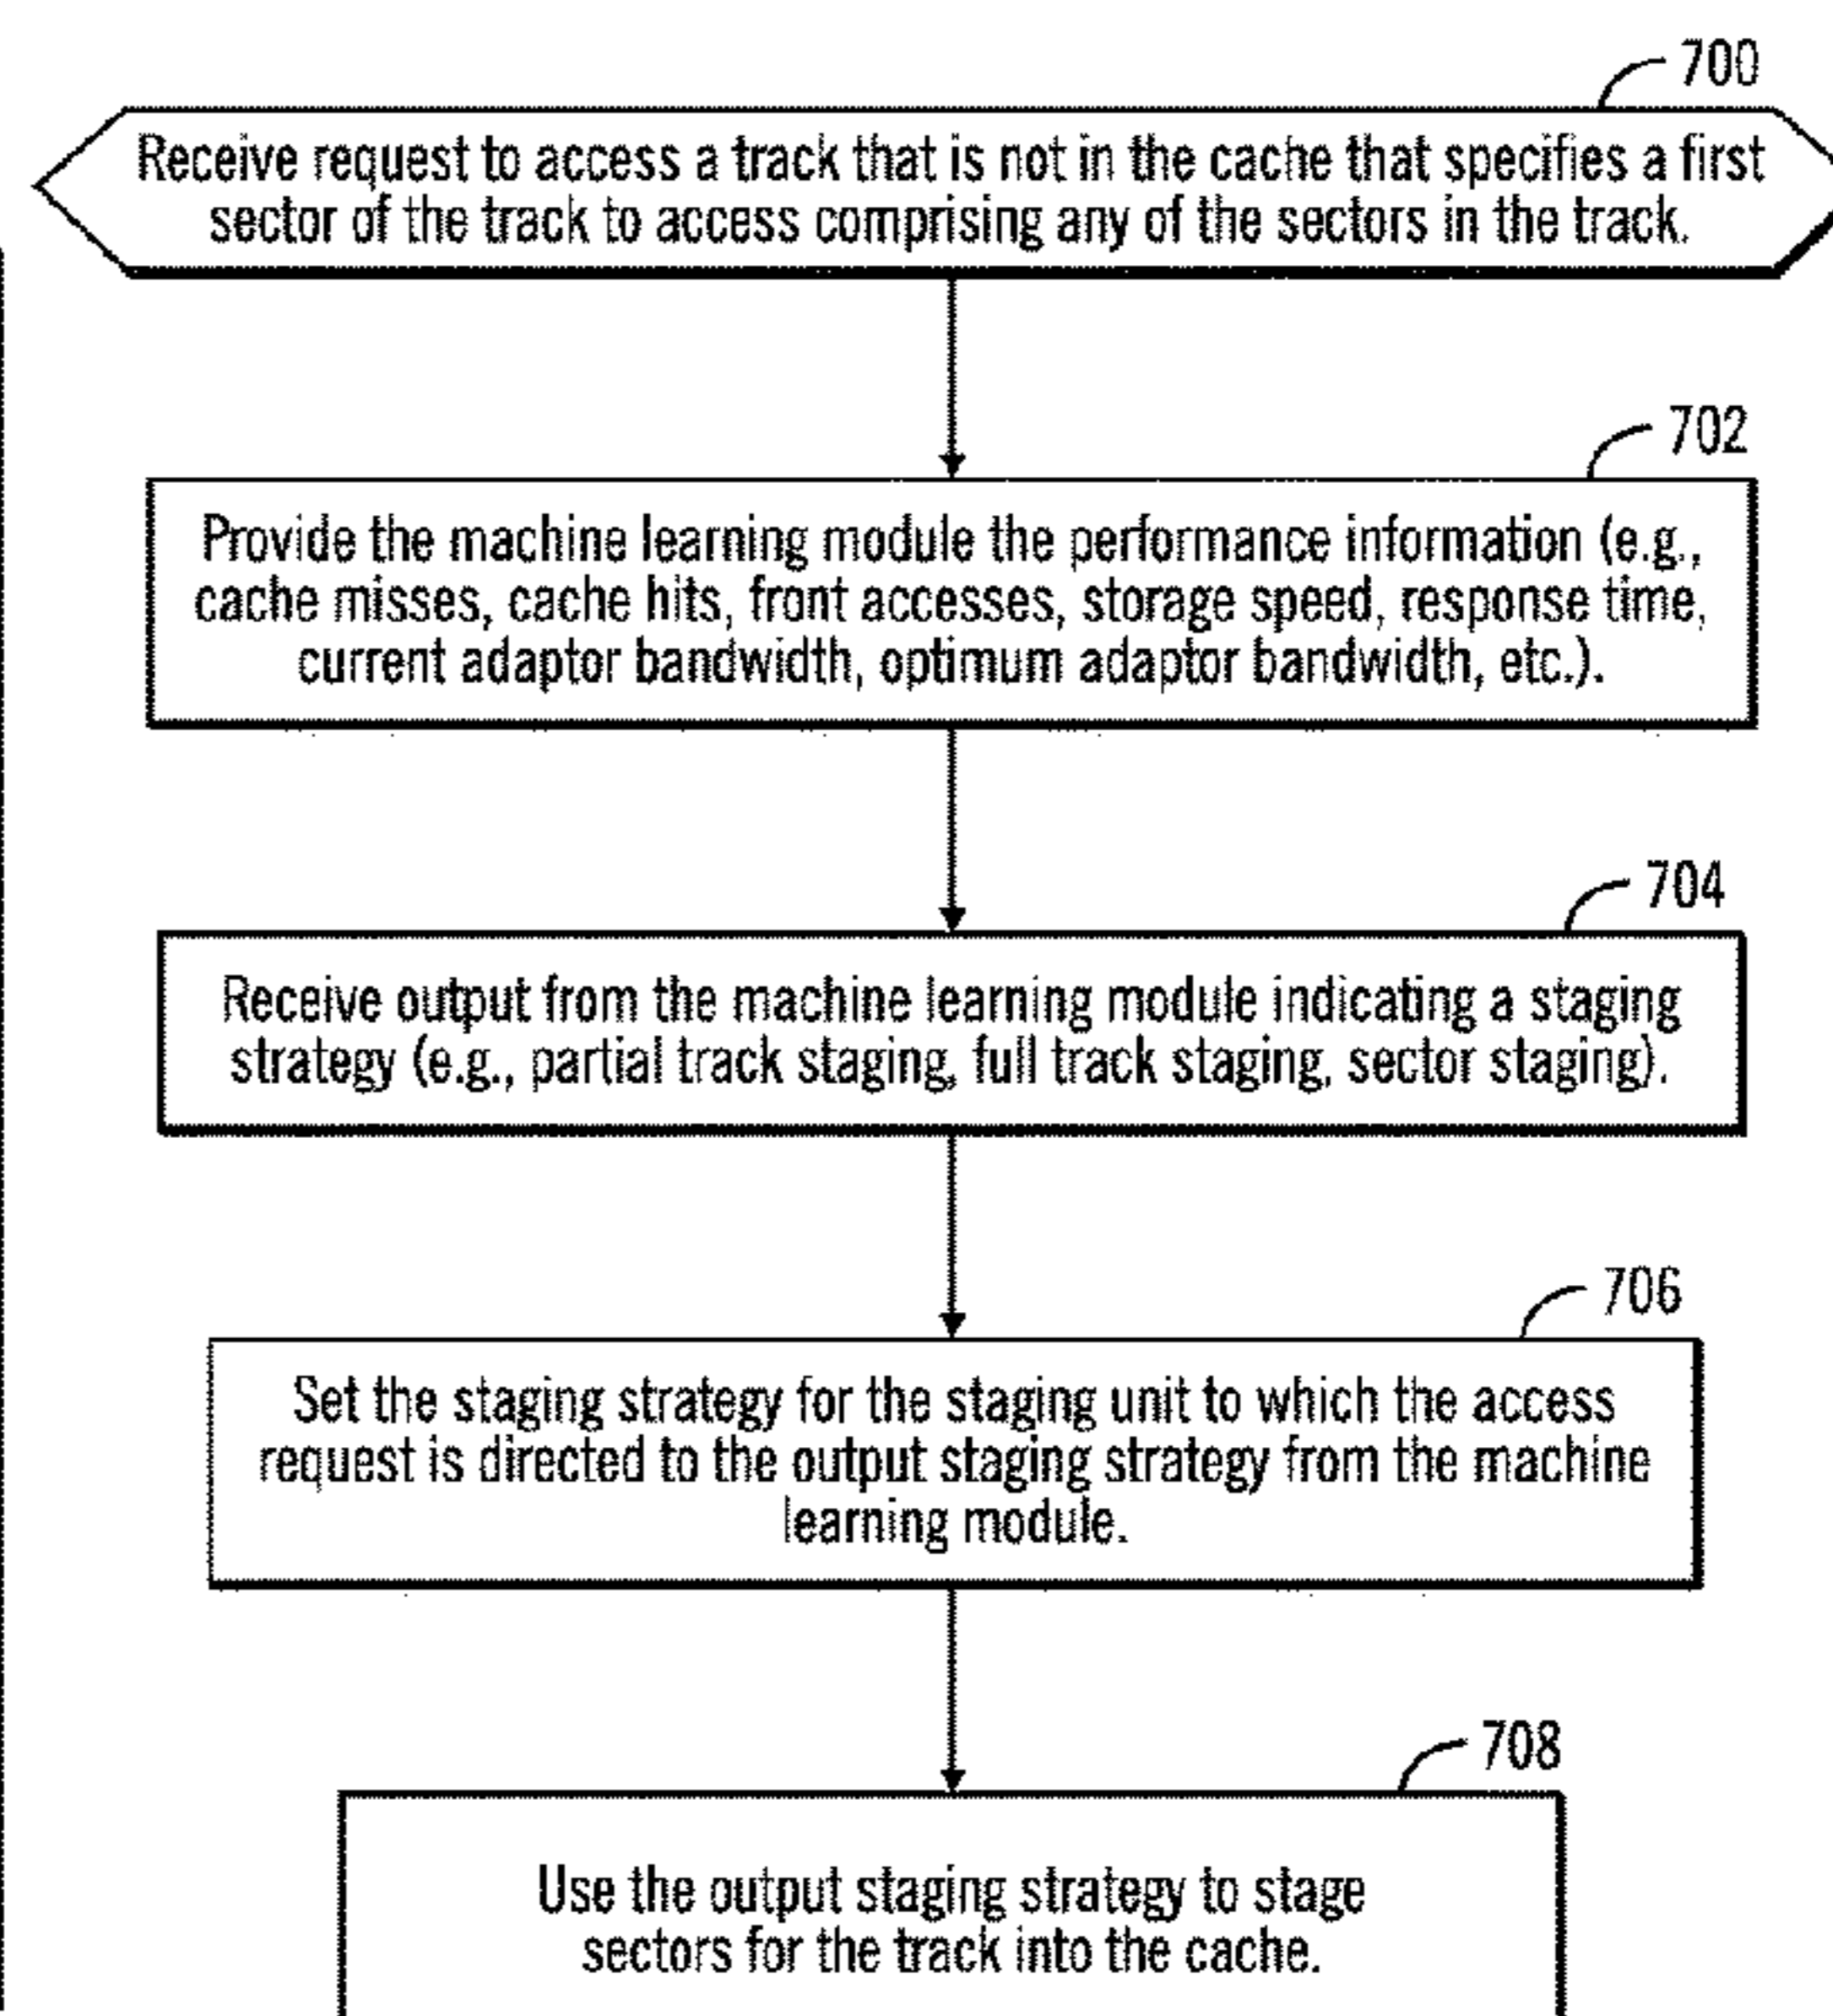 700
Receive request to access a track that is not in the cache that specifies a first
sector of the track to access comprising any of the sectors in the track.
702
Provide the machine learning module the performance information (e.g.,
cache misses, cache hits, front accesses, storage speed, response time,
current adaptor bandwidth, optimum adaptor bandwidth, etc.).
704
Receive output from the machine learning module indicating a staging
strategy (e.g., partial track staging, full track staging, sector staging).
706
Set the staging strategy for the staging unit to which the access
request is directed to the output staging strategy from the machine
learning module.
708
Use the output staging strategy to stage
sectors for the track into the cache.